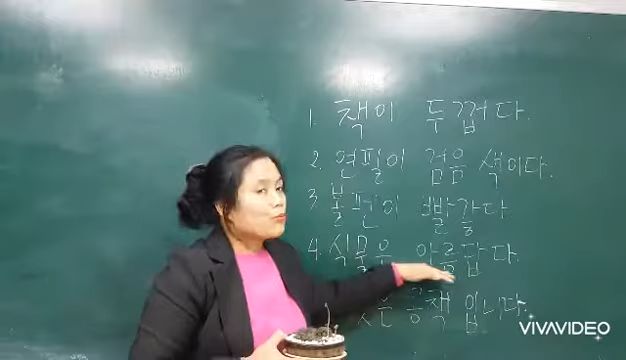 1. 책이 두껍다.
2. 연필이 검음 색이다.
3 볼펜이 빨갛다
4. 식물은 아름답다.
공책 입니다.
VIVAVIDEO